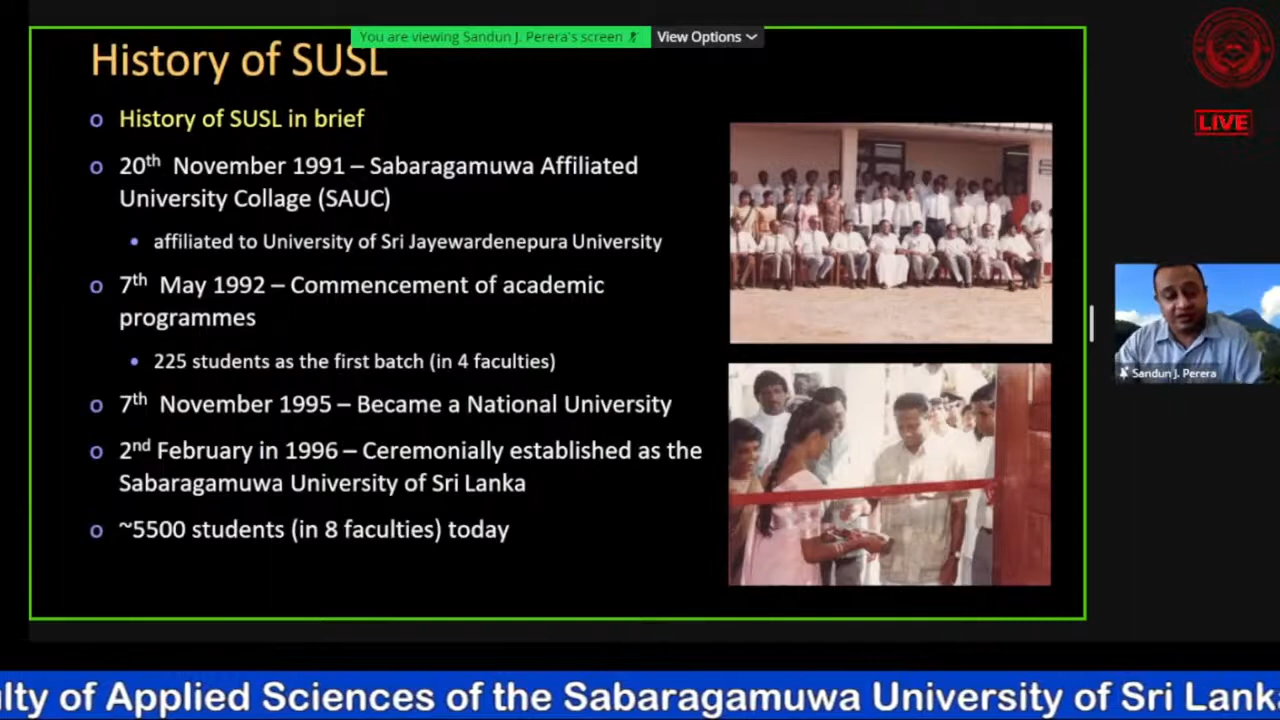 You are viewing Sandun J. Perera's screen
View Options
History of SUSL
History of SUSL in brief
20th November 1991 – Sabaragamuwa Affiliated
University Collage (SAUC)
affiliated to University of Sri Jayewardenepura University
7th May 1992 – Commencement of academic
programmes
225 students as the first batch (in 4 faculties)
7th November 1995 – Became a National University
2nd February in 1996 – Ceremonially established as the
Sabaragamuwa University of Sri Lanka
~5500 students (in 8 faculties) today
LIVE
Sandun J. Perera
ulty of Applied Sciences of the Sabaragamuwa University of Sri Lanka